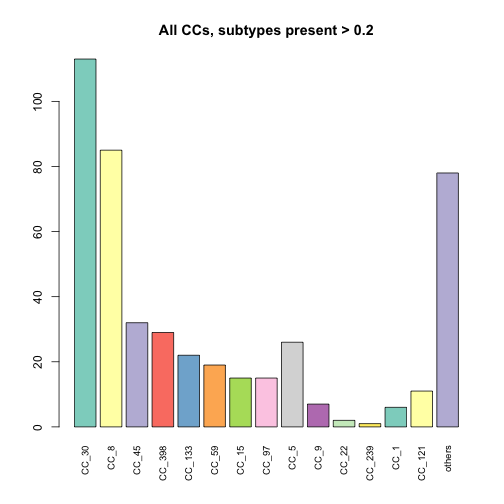 All CCs, subtypes present > 0.2
100
80
60
40
20
0
CC_30
CC_8
CC_45
CC_398
CC_133
CC_59
CC_15
CC_97
CC_5
CC_9
CC_22
CC_239
CC_1
CC_121
others